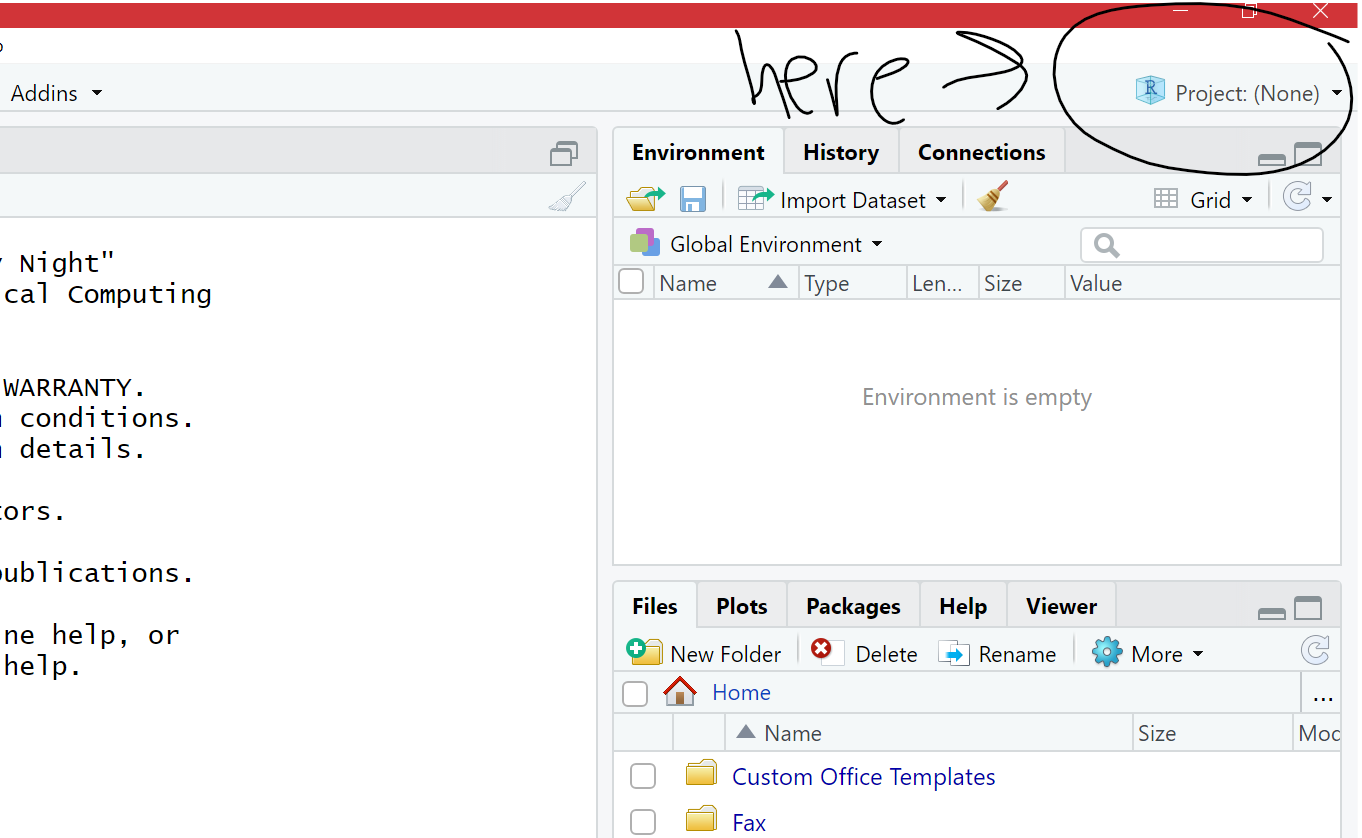 here →
Addins
Project: (None)
Environment History Connections
Import Dataset
Grid
Global Environment
Name Type Len... Size Value
Night"
cal Computing
WARRANTY.
conditions.
details.
Environment is empty
tors.
publications.
ne help, or
help.
Files Plots Packages Help Viewer
New Folder Delete Rename More
Home ...
Name Size Mod
Custom Office Templates
Fax